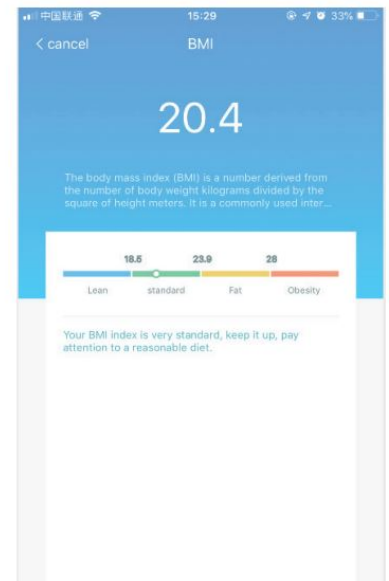 中国联通 15:29 33%
cancel BMI
20.4
The body mass index (BMI) is a number derived from
the number of body weight kilograms divided by the
square of height meters. It is a commonly used inter...
18.5 23.9 28
Lean standard Fat Obesity
Your BMI index is very standard, keep it up, pay
attention to a reasonable diet.